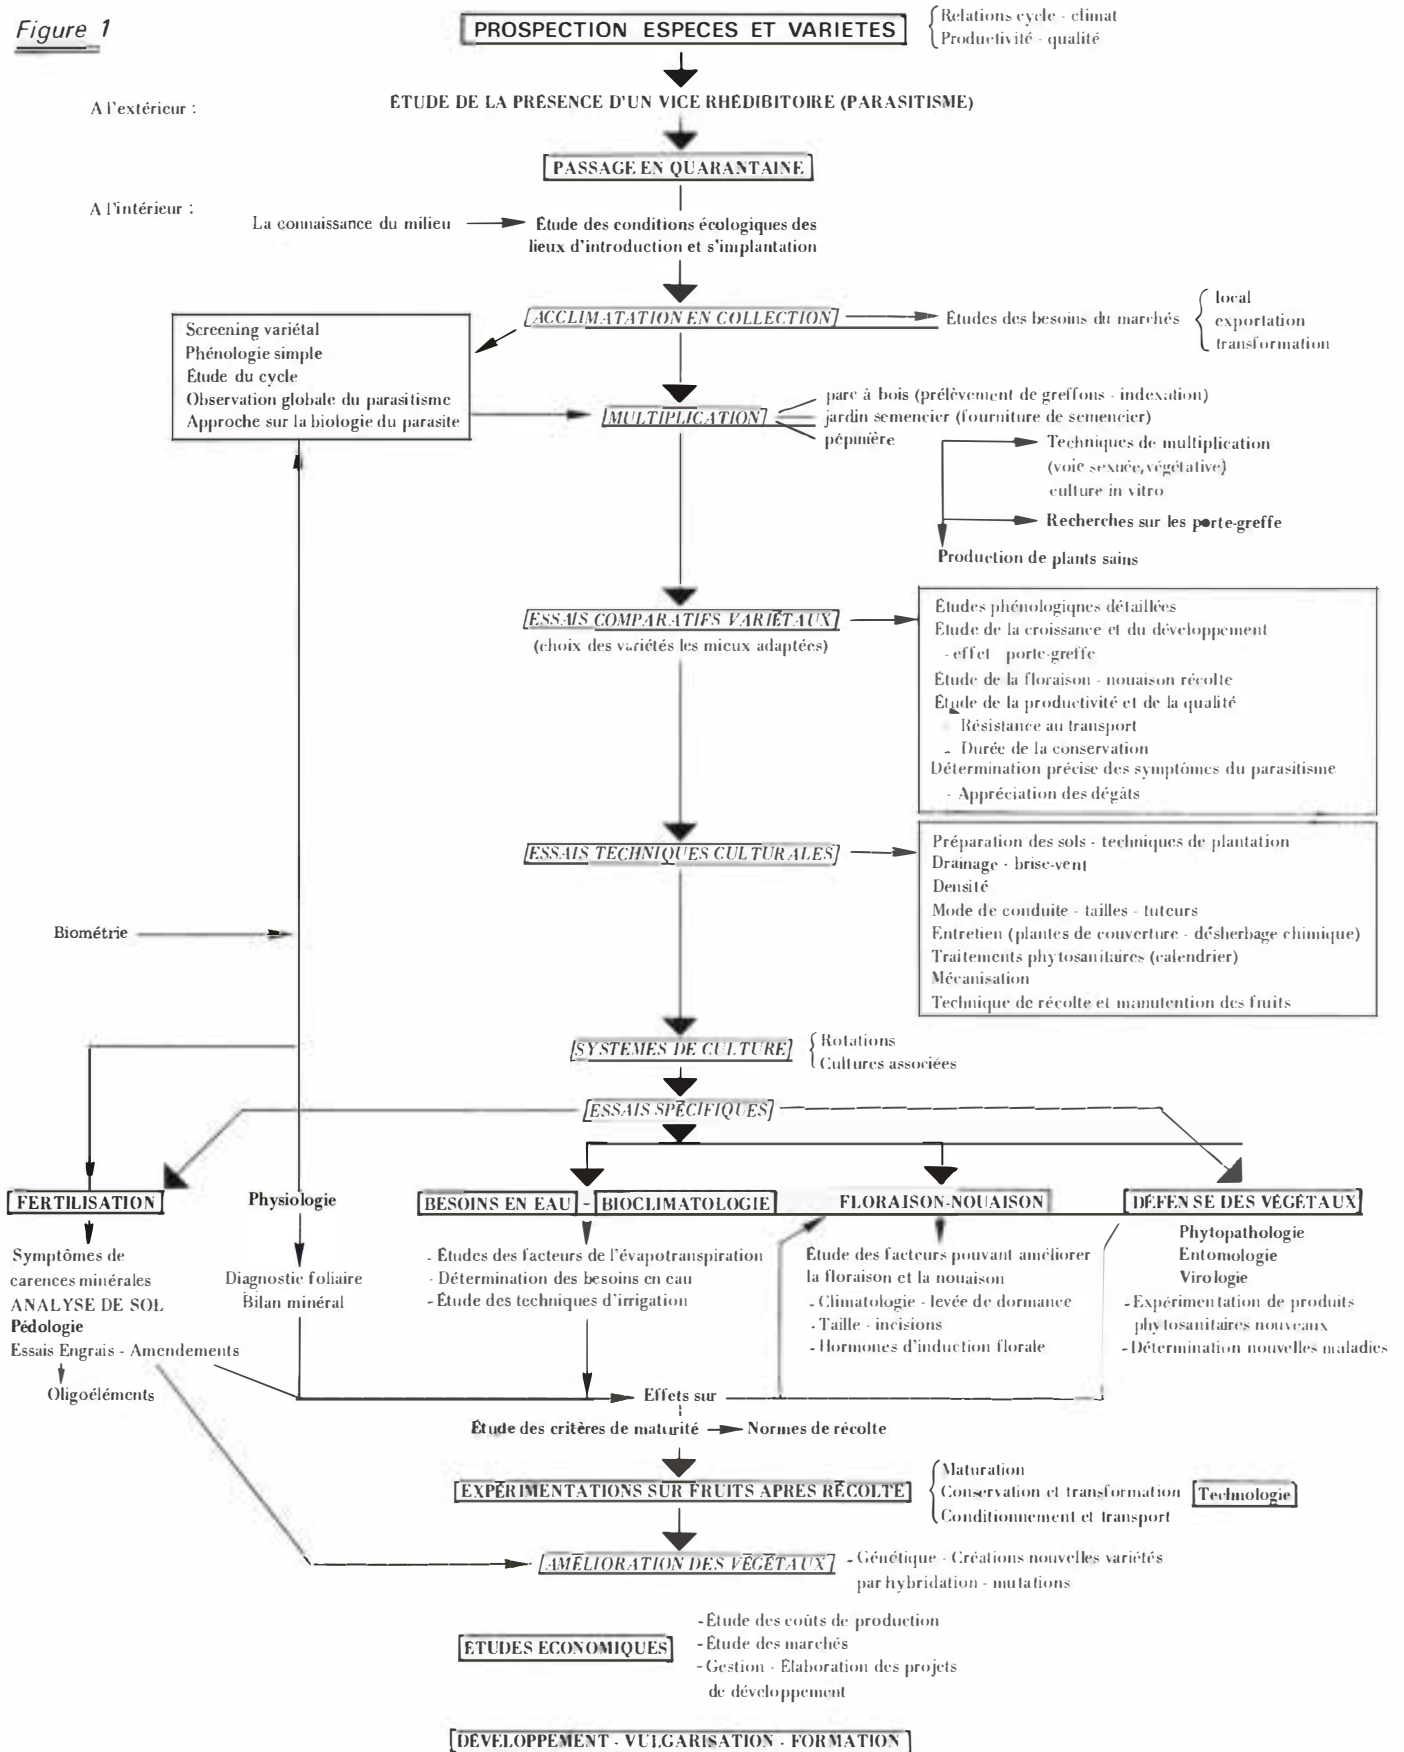 Figure 1
PROSPECTION ESPECES ET VARIETES
Relations cycle - climat
Productivité - qualité
A l'extérieur :
ÉTUDE DE LA PRÉSENCE D'UN VICE RHÉDIBITOIRE (PARASITISME)
PASSAGE EN QUARANTAINE
A l'intérieur :
La connaissance du milieu
Étude des conditions écologiques des
lieux d'introduction et s'implantation
ACCLIMATATION EN COLLECTION
Études des besoins du marchés
local
exportation
transformation
Screening variétal
Phénologie simple
Étude du cycle
Observation globale du parasitisme
Approche sur la biologie du parasite
MULTIPLICATION
parc à bois (prélèvement de greffons - indexation)
jardin semencier (fourniture de semencier)
pépinière
Techniques de multiplication
(voie sexuée, végétative)
culture in vitro
Recherches sur les porte-greffe
Production de plants sains
ESSAIS COMPARATIFS VARIÉTAUX
(choix des variétés les mieux adaptées)
Études phénologiques détaillées
Etude de la croissance et du développement
- effet porte-greffe
Étude de la floraison - nouaison récolte
Étude de la productivité et de la qualité
Résistance au transport
- Durée de la conservation
Détermination précise des symptômes du parasitisme
- Appréciation des dégâts
ESSAIS TECHNIQUES CULTURALES
Préparation des sols - techniques de plantation
Drainage - brise-vent
Densité
Mode de conduite - tailles - tuteurs
Entretien (plantes de couverture - désherbage chimique)
Traitements phytosanitaires (calendrier)
Mécanisation
Technique de récolte et manutention des fruits
Biométrie
SYSTEMES DE CULTURE
Rotations
Cultures associées
ESSAIS SPÉCIFIQUES
FERTILISATION
Physiologie
BESOINS EN EAU - BIOCLIMATOLOGIE
FLORAISON-NOUAISON
DÉFENSE DES VÉGÉTAUX
Symptômes de
carences minérales
ANALYSE DE SOL
Pédologie
Essais Engrais - Amendements
Oligoéléments
Diagnostic foliaire
Bilan minéral
- Études des facteurs de l'évapotranspiration
- Détermination des besoins en eau
- Étude des techniques d'irrigation
Étude des facteurs pouvant améliorer
la floraison et la nouaison
- Climatologie - levée de dormance
- Taille - incisions
- Hormones d'induction florale
Phytopathologie
Entomologie
Virologie
- Expérimentation de produits
phytosanitaires nouveaux
- Détermination nouvelles maladies
Effets sur
Étude des critères de maturité
Normes de récolte
EXPÉRIMENTATIONS SUR FRUITS APRES RÉCOLTE
Maturation
Conservation et transformation
Conditionnement et transport
Technologie
AMÉLIORATION DES VÉGÉTAUX
- Génétique - Créations nouvelles variétés
par hybridation - mutations
ÉTUDES ECONOMIQUES
- Étude des coûts de production
- Étude des marchés
- Gestion - Élaboration des projets
de développement
DÉVELOPPEMENT - VULGARISATION - FORMATION